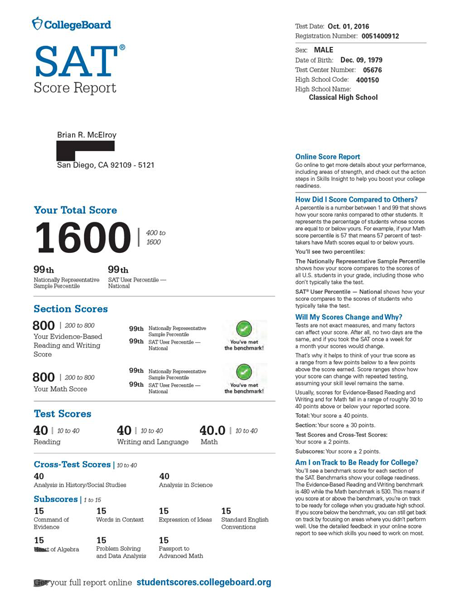 CollegeBoard
SAT®
Score Report
Test Date: Oct. 01, 2016
Registration Number: 0051400912
Sex: MALE
Date of Birth: Dec. 09, 1979
Test Center Number: 05676
High School Code: 400150
High School Name:
Classical High School
Brian R. McElroy
San Diego, CA 92109 - 5121
Your Total Score
1600 | 400 to
1600
99th
Nationally Representative
Sample Percentile
99th
SAT User Percentile —
National
Section Scores
800 | 200 to 800
Your Evidence-Based
Reading and Writing
Score
99th Nationally Representative
Sample Percentile
99th SAT User Percentile —
National
You've met
the benchmark!
800 | 200 to 800
Your Math Score
99th Nationally Representative
Sample Percentile
99th SAT User Percentile —
National
You've met
the benchmark!
Test Scores
40 | 10 to 40
Reading
40 | 10 to 40
Writing and Language
40.0 | 10 to 40
Math
Cross-Test Scores | 10 to 40
40
Analysis in History/Social Studies
40
Analysis in Science
Subscores | 1 to 15
15
Command of
Evidence
15
Words in Context
15
Expression of Ideas
15
Standard English
Conventions
15
of Algebra
15
Problem Solving
and Data Analysis
15
Passport to
Advanced Math
your full report online studentscores.collegeboard.org
Online Score Report
Go online to get more details about your performance,
including areas of strength, and check out the action
steps in Skills Insight to help you boost your college
readiness.
How Did I Score Compared to Others?
A percentile is a number between 1 and 99 that shows
how your score ranks compared to other students. It
represents the percentage of students whose scores
are equal to or below yours. For example, if your Math
score percentile is 57 that means 57 percent of test-
takers have Math scores equal to or below yours.
You'll see two percentiles:
The Nationally Representative Sample Percentile
shows how your score compares to the scores of
all U.S. students in your grade, including those who
don't typically take the test.
SAT® User Percentile — National shows how your
score compares to the scores of students who
typically take the test.
Will My Scores Change and Why?
Tests are not exact measures, and many factors
can affect your score. After all, no two days are the
same, and if you took the SAT once a week for
a month your scores would change.
That's why it helps to think of your true score as
a range from a few points below to a few points
above the score earned. Score ranges show how
your score can change with repeated testing,
assuming your skill level remains the same.
Usually, scores for Evidence-Based Reading and
Writing and for Math fall in a range of roughly 30 to
40 points above or below your reported score.
Total: Your score ± 40 points.
Section: Your score ± 30 points.
Test Scores and Cross-Test Scores:
Your score ± 2 points.
Subscores: Your score ± 2 points.
Am I on Track to Be Ready for College?
You'll see a benchmark score for each section of
the SAT. Benchmarks show your college readiness.
The Evidence-Based Reading and Writing benchmark
is 480 while the Math benchmark is 530. This means if
you score at or above the benchmark, you're on track
to be ready for college when you graduate high school.
If you score below the benchmark, you can still get back
on track by focusing on areas where you didn't perform
well. Use the detailed feedback in your online score
report to see which skills you need to work on most.